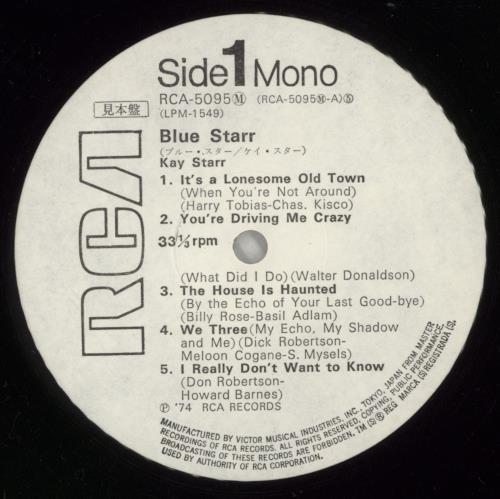 Side 1 Mono
RCA-5095Ⓜ (RCA-5095Ⓜ-A)Ⓢ
(LPM-1549)
見本盤
RCA
Blue Starr
(ブルー・スター/ケイ・スター)
Kay Starr
1. It's a Lonesome Old Town
(When You're Not Around)
(Harry Tobias-Chas. Kisco)
2. You're Driving Me Crazy
33⅓ rpm
(What Did I Do) (Walter Donaldson)
3. The House Is Haunted
(By the Echo of Your Last Good-bye)
(Billy Rose-Basil Adlam)
4. We Three (My Echo, My Shadow
and Me) (Dick Robertson-
Meloon Cogane-S. Mysels)
5. I Really Don't Want to Know
(Don Robertson-
Howard Barnes)
Ⓟ '74 RCA RECORDS
MANUFACTURED BY VICTOR MUSICAL INDUSTRIES, INC., TOKYO, JAPAN FROM MASTER
RECORDINGS OF RCA RECORDS. ALL RIGHTS RESERVED, COPYING, PUBLIC PERFORMANCE,
BROADCASTING OF THESE RECORDS ARE FORBIDDEN. TM (S) ® REG MARCA (S) REGISTRADA (S).
USED BY AUTHORITY OF RCA CORPORATION.